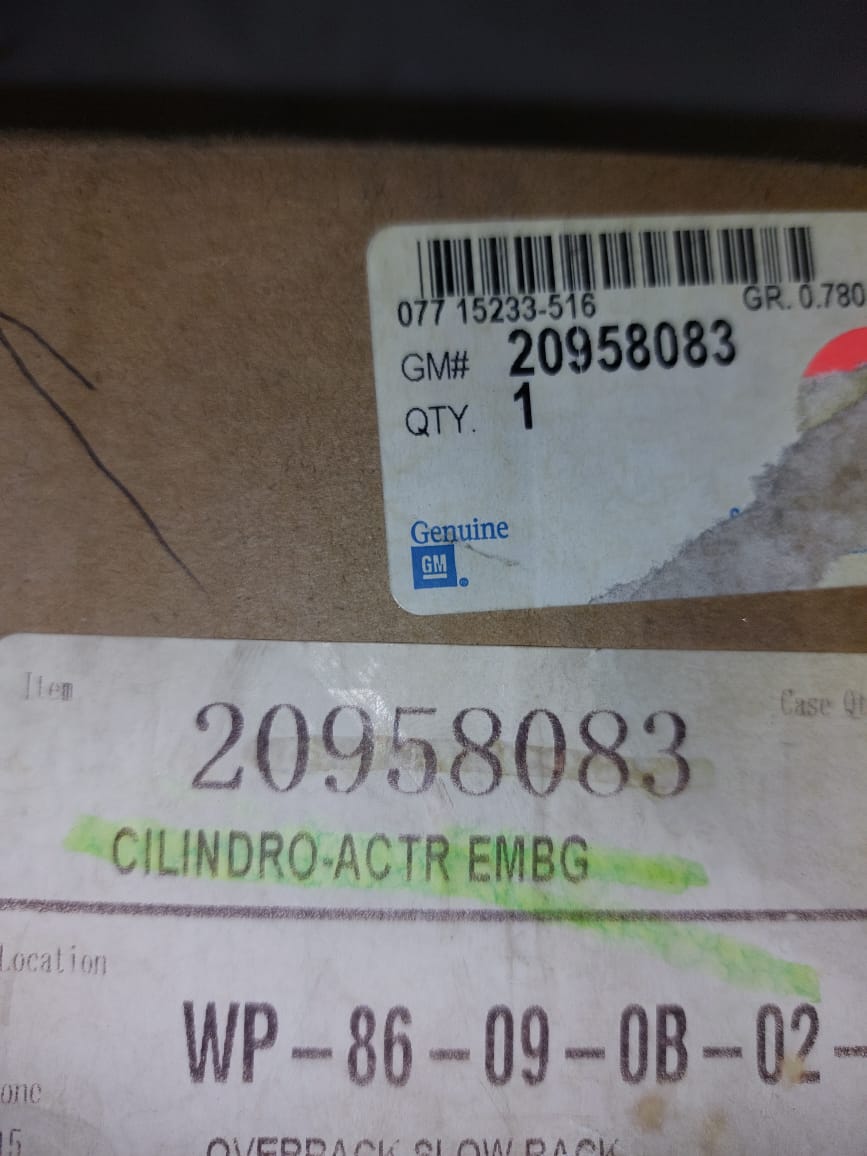 077 15233-516 GR. 0.780
GM# 20958083
QTY. 1
Genuine
GM
Item Case Qt
20958083
CILINDRO-ACTR EMBG
Location
WP-86-09-0B-02-
one
15
OVERPACK SLOW RACK